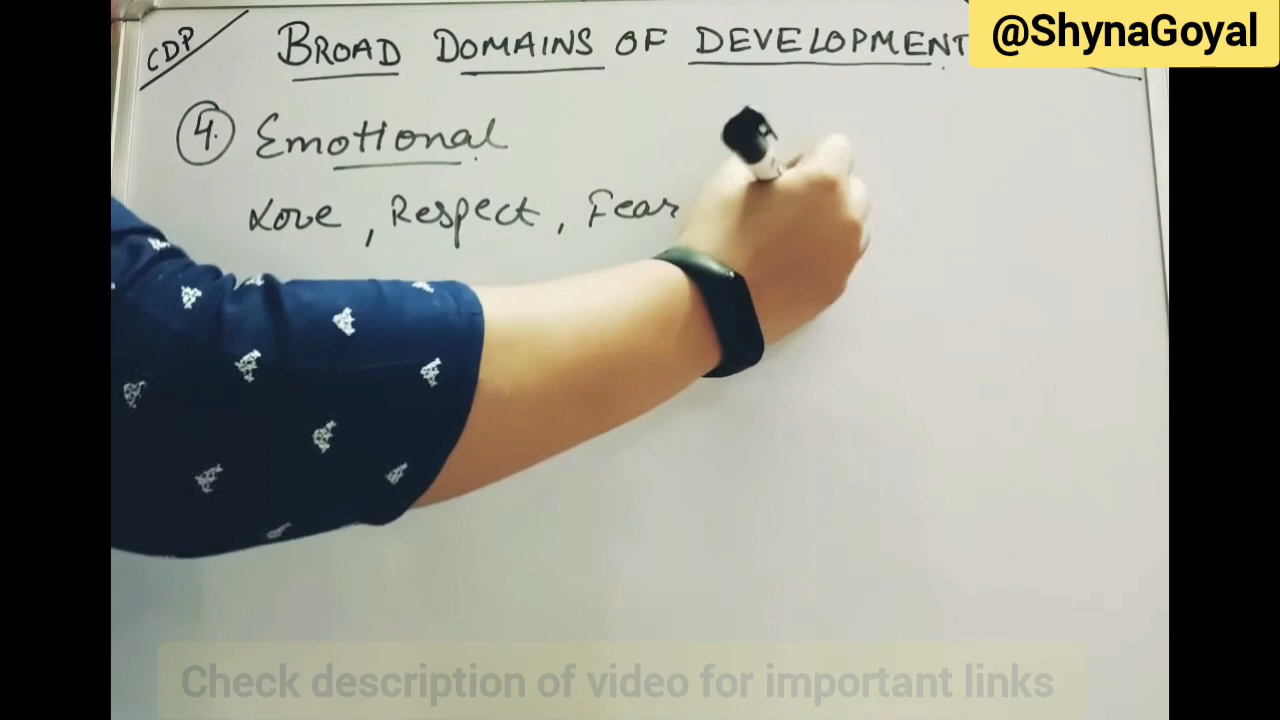 CDP
BROAD DOMAINS OF DEVELOPMENT
@ShynaGoyal
4. Emotional
Love, Respect, Fear
Check description of video for important links